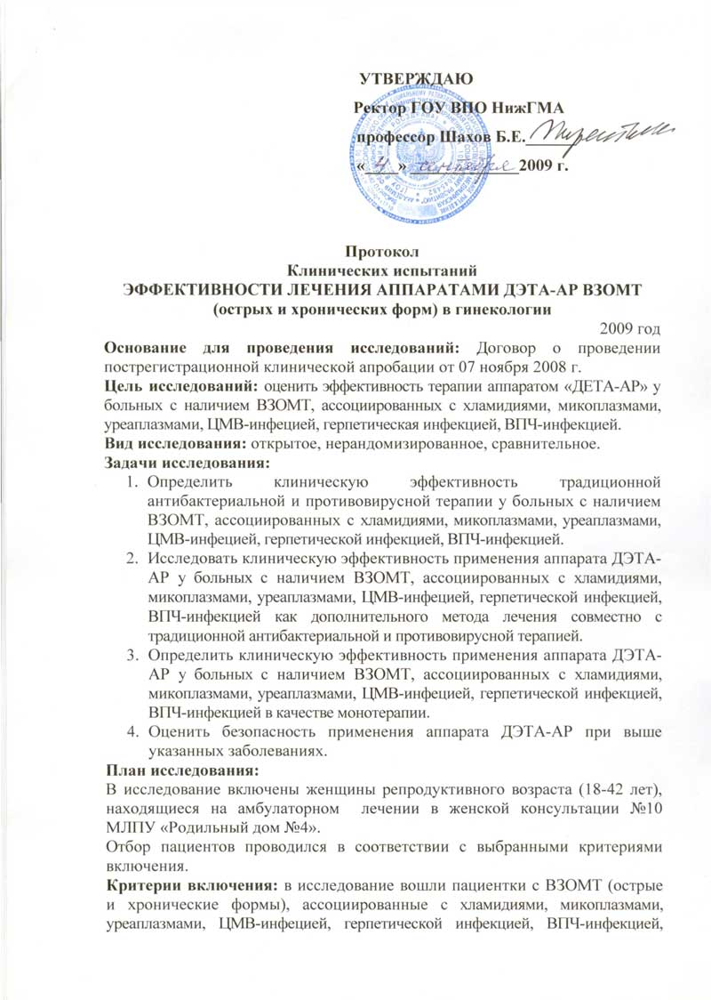 УТВЕРЖДАЮ
Ректор ГОУ ВПО НижГМА
профессор Шахов Б.Е.
« 4 » сентября 2009 г.
Протокол
Клинических испытаний
ЭФФЕКТИВНОСТИ ЛЕЧЕНИЯ АППАРАТАМИ ДЭТА-АР ВЗОМТ
(острых и хронических форм) в гинекологии
2009 год
Основание для проведения исследований: Договор о проведении
пострегистрационной клинической апробации от 07 ноября 2008 г.
Цель исследований: оценить эффективность терапии аппаратом «ДЕТА-АР» у
больных с наличием ВЗОМТ, ассоциированных с хламидиями, микоплазмами,
уреаплазмами, ЦМВ-инфецией, герпетическая инфекцией, ВПЧ-инфекцией.
Вид исследования: открытое, нерандомизированное, сравнительное.
Задачи исследования:
1. Определить клиническую эффективность традиционной
антибактериальной и противовирусной терапии у больных с наличием
ВЗОМТ, ассоциированных с хламидиями, микоплазмами, уреаплазмами,
ЦМВ-инфецией, герпетической инфекцией, ВПЧ-инфекцией.
2. Исследовать клиническую эффективность применения аппарата ДЭТА-
АР у больных с наличием ВЗОМТ, ассоциированных с хламидиями,
микоплазмами, уреаплазмами, ЦМВ-инфецией, герпетической инфекцией,
ВПЧ-инфекцией как дополнительного метода лечения совместно с
традиционной антибактериальной и противовирусной терапией.
3. Определить клиническую эффективность применения аппарата ДЭТА-
АР у больных с наличием ВЗОМТ, ассоциированных с хламидиями,
микоплазмами, уреаплазмами, ЦМВ-инфецией, герпетической инфекцией,
ВПЧ-инфекцией в качестве монотерапии.
4. Оценить безопасность применения аппарата ДЭТА-АР при выше
указанных заболеваниях.
План исследования:
В исследование включены женщины репродуктивного возраста (18-42 лет),
находящиеся на амбулаторном лечении в женской консультации №10
МЛПУ «Родильный дом №4».
Отбор пациентов проводился в соответствии с выбранными критериями
включения.
Критерии включения: в исследование вошли пациентки с ВЗОМТ (острые
и хронические формы), ассоциированные с хламидиями, микоплазмами,
уреаплазмами, ЦМВ-инфецией, герпетической инфекцией, ВПЧ-инфекцией,